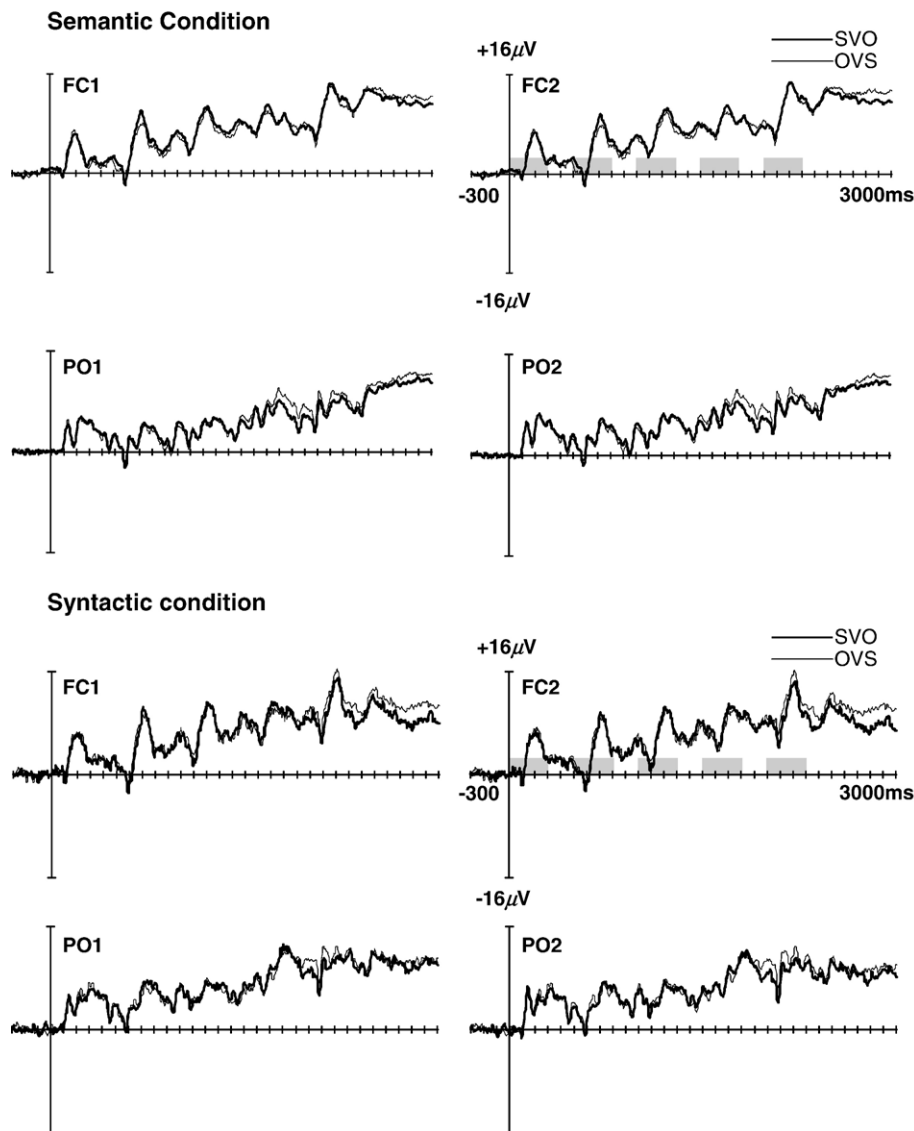 Semantic Condition
+16μV
SVO
OVS
FC1
FC2
-300
3000ms
-16μV
PO1
PO2
Syntactic condition
+16μV
SVO
OVS
FC1
FC2
-300
3000ms
-16μV
PO1
PO2